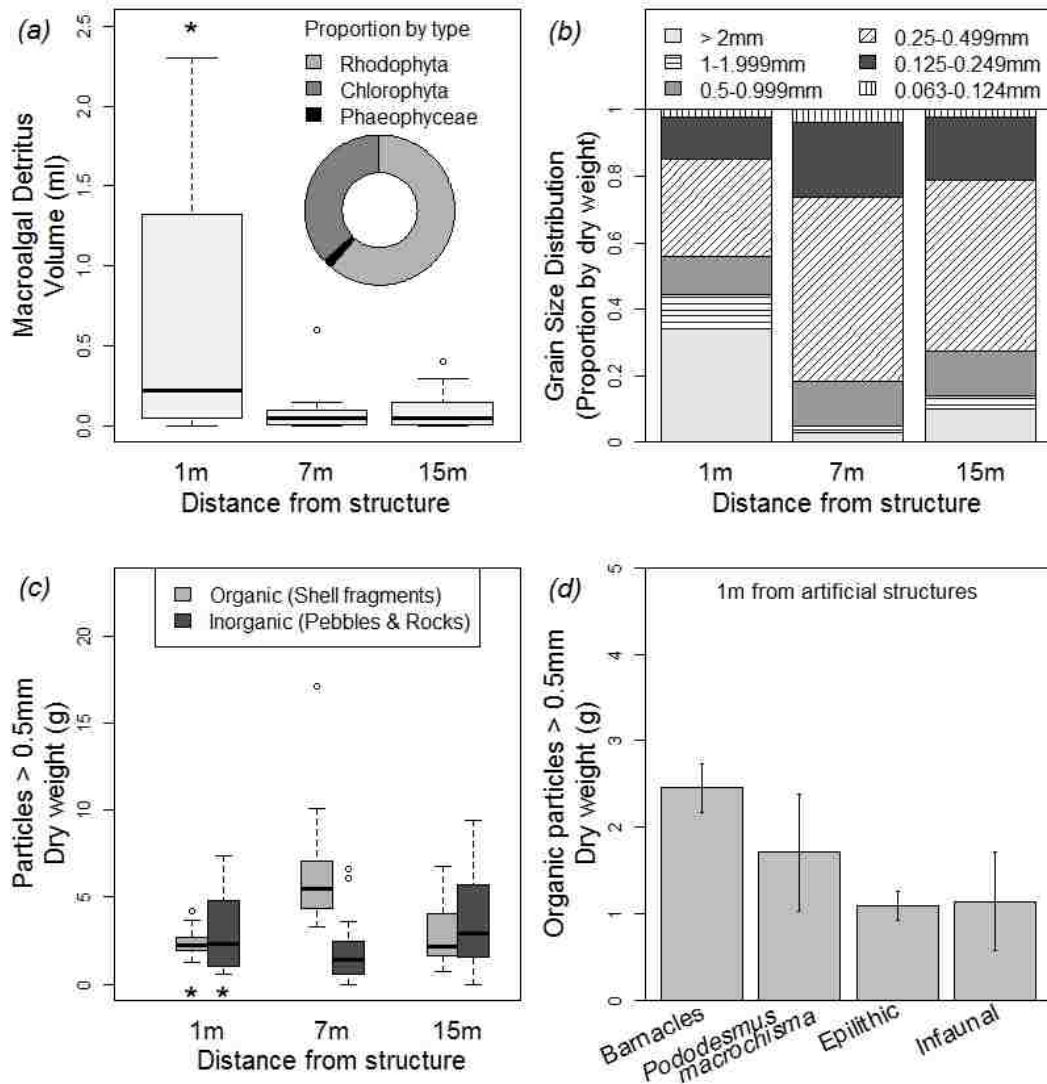 (a)
Macroalgal Detritus
Volume (ml)
2.5
2.0
1.5
1.0
0.5
0.0
*
Proportion by type
Rhodophyta
Chlorophyta
Phaeophyceae
1m 7m 15m
Distance from structure
(b)
Grain Size Distribution
(Proportion by dry weight)
> 2mm
1-1.999mm
0.5-0.999mm
0.25-0.499mm
0.125-0.249mm
0.063-0.124mm
1
0.8
0.6
0.4
0.2
0
1m 7m 15m
Distance from structure
(c)
Particles > 0.5mm
Dry weight (g)
Organic (Shell fragments)
Inorganic (Pebbles & Rocks)
20
15
10
5
0
* *
1m 7m 15m
Distance from structure
(d)
Organic particles > 0.5mm
Dry weight (g)
1m from artificial structures
5
4
3
2
1
0
Barnacles
Pododesmus
macrochisma
Epilithic
Infaunal